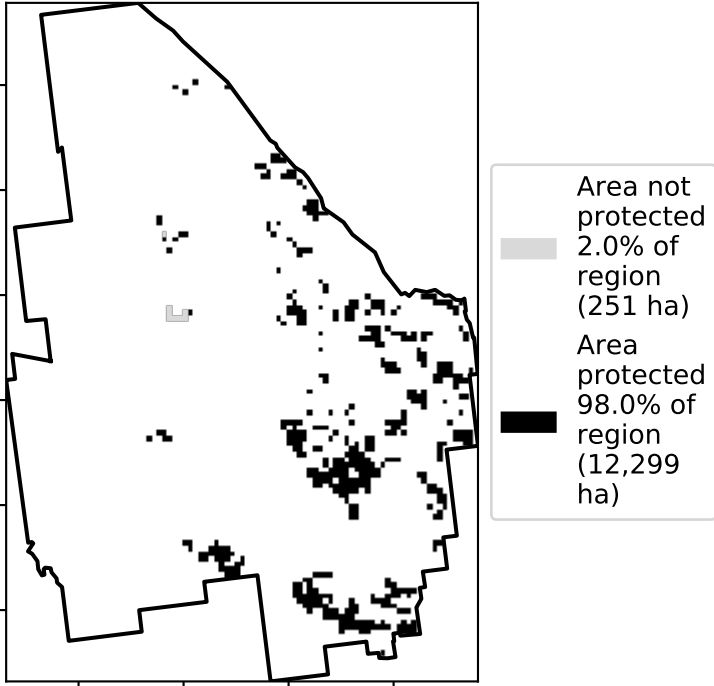 Area not
protected
2.0% of
region
(251 ha)
Area
protected
98.0% of
region
(12,299
ha)